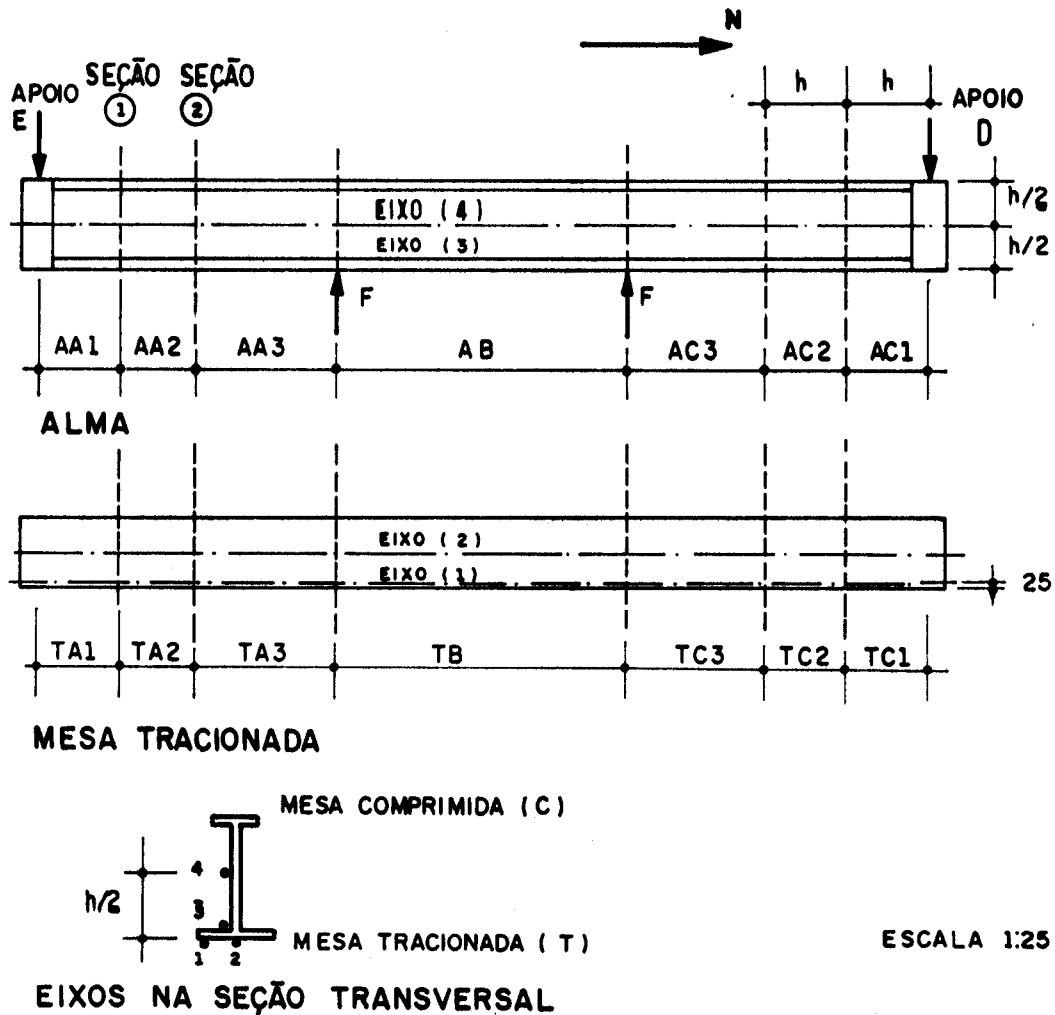 N
SEÇÃO SEÇÃO
1 2
APOIO
E
h h
APOIO
D
h/2
h/2
EIXO (4)
EIXO (3)
F F
AA1 AA2 AA3 AB AC3 AC2 AC1
ALMA
EIXO (2)
EIXO (1)
25
TA1 TA2 TA3 TB TC3 TC2 TC1
MESA TRACIONADA
MESA COMPRIMIDA (C)
4
h/2
3
MESA TRACIONADA (T)
1 2
ESCALA 1:25
EIXOS NA SEÇÃO TRANSVERSAL